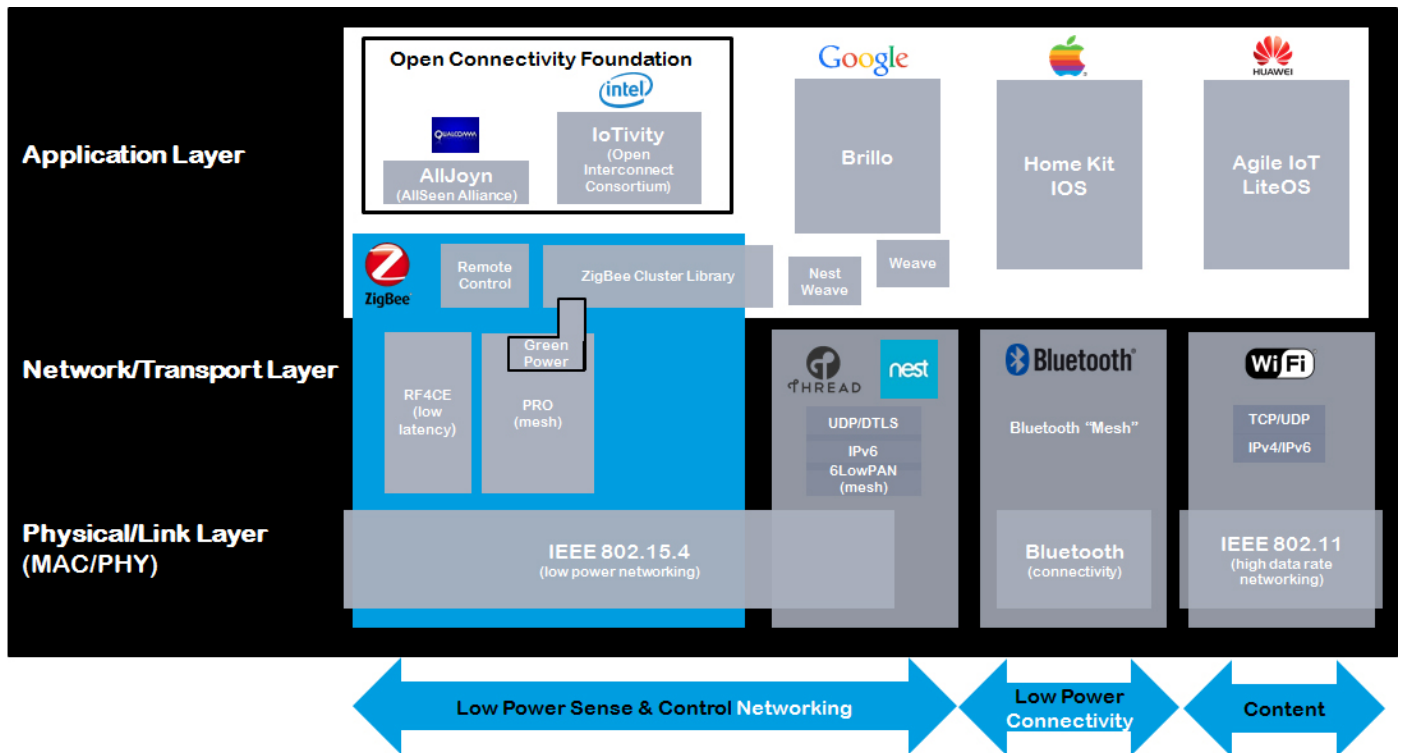 Open Connectivity Foundation
intel
QUALCOMM
AllJoyn
(AllSeen Alliance)
IoTivity
(Open
Interconnect
Consortium)
Google
Brillo
Home Kit
IOS
HUAWEI
Agile IoT
LiteOS
Application Layer
ZigBee
Remote
Control
ZigBee Cluster Library
Nest
Weave
Weave
Network/Transport Layer
RF4CE
(low
latency)
Green
Power
PRO
(mesh)
THREAD
nest
UDP/DTLS
IPv6
6LowPAN
(mesh)
Bluetooth
Bluetooth “Mesh”
WiFi
TCP/UDP
IPv4/IPv6
Physical/Link Layer
(MAC/PHY)
IEEE 802.15.4
(low power networking)
Bluetooth
(connectivity)
IEEE 802.11
(high data rate
networking)
Low Power Sense & Control Networking
Low Power
Connectivity
Content